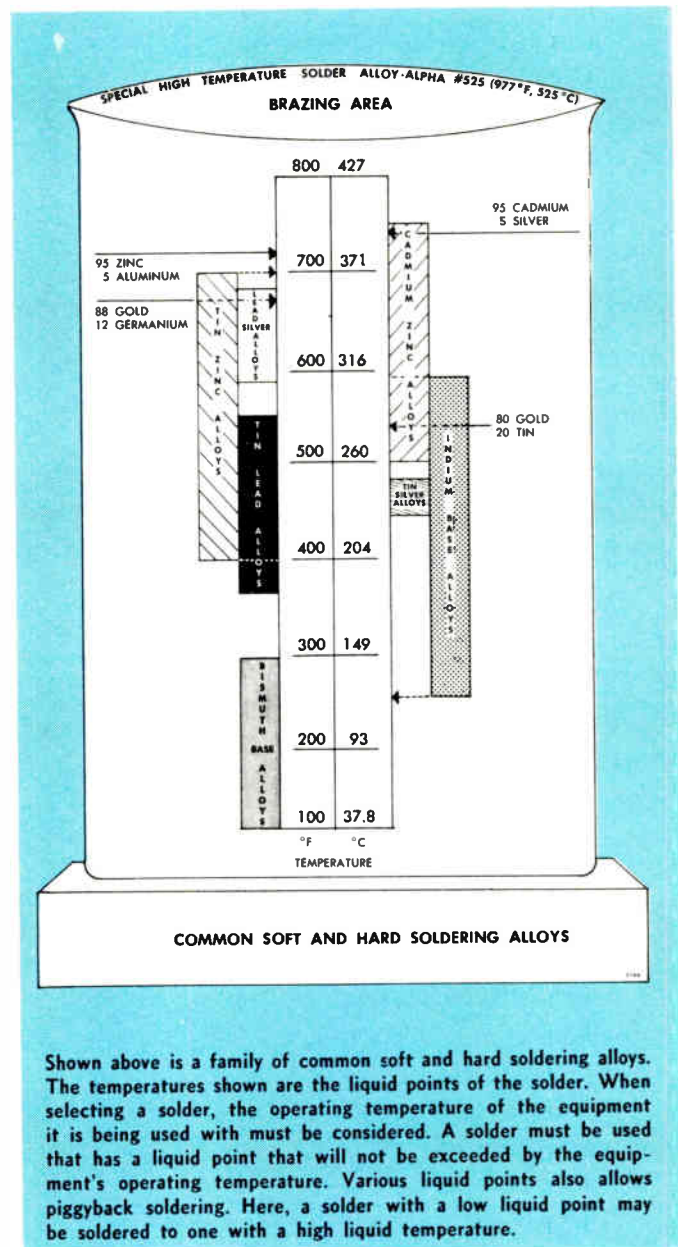 SPECIAL HIGH TEMPERATURE SOLDER ALLOY-ALPHA #525 (977°F, 525°C)
BRAZING AREA
800 427
95 CADMIUM
5 SILVER
95 ZINC
5 ALUMINUM
700 371
88 GOLD
12 GERMANIUM
TIN ZINC ALLOYS
LEAD SILVER ALLOYS
CADMIUM ZINC ALLOYS
600 316
80 GOLD
20 TIN
TIN LEAD ALLOYS
500 260
TIN
SILVER
ALLOYS
INDIUM BASE ALLOYS
400 204
300 149
BISMUTH BASE ALLOYS
200 93
100 37.8
°F °C
TEMPERATURE
COMMON SOFT AND HARD SOLDERING ALLOYS
Shown above is a family of common soft and hard soldering alloys.
The temperatures shown are the liquid points of the solder. When
selecting a solder, the operating temperature of the equipment
it is being used with must be considered. A solder must be used
that has a liquid point that will not be exceeded by the equip-
ment's operating temperature. Various liquid points also allows
piggyback soldering. Here, a solder with a low liquid point may
be soldered to one with a high liquid temperature.